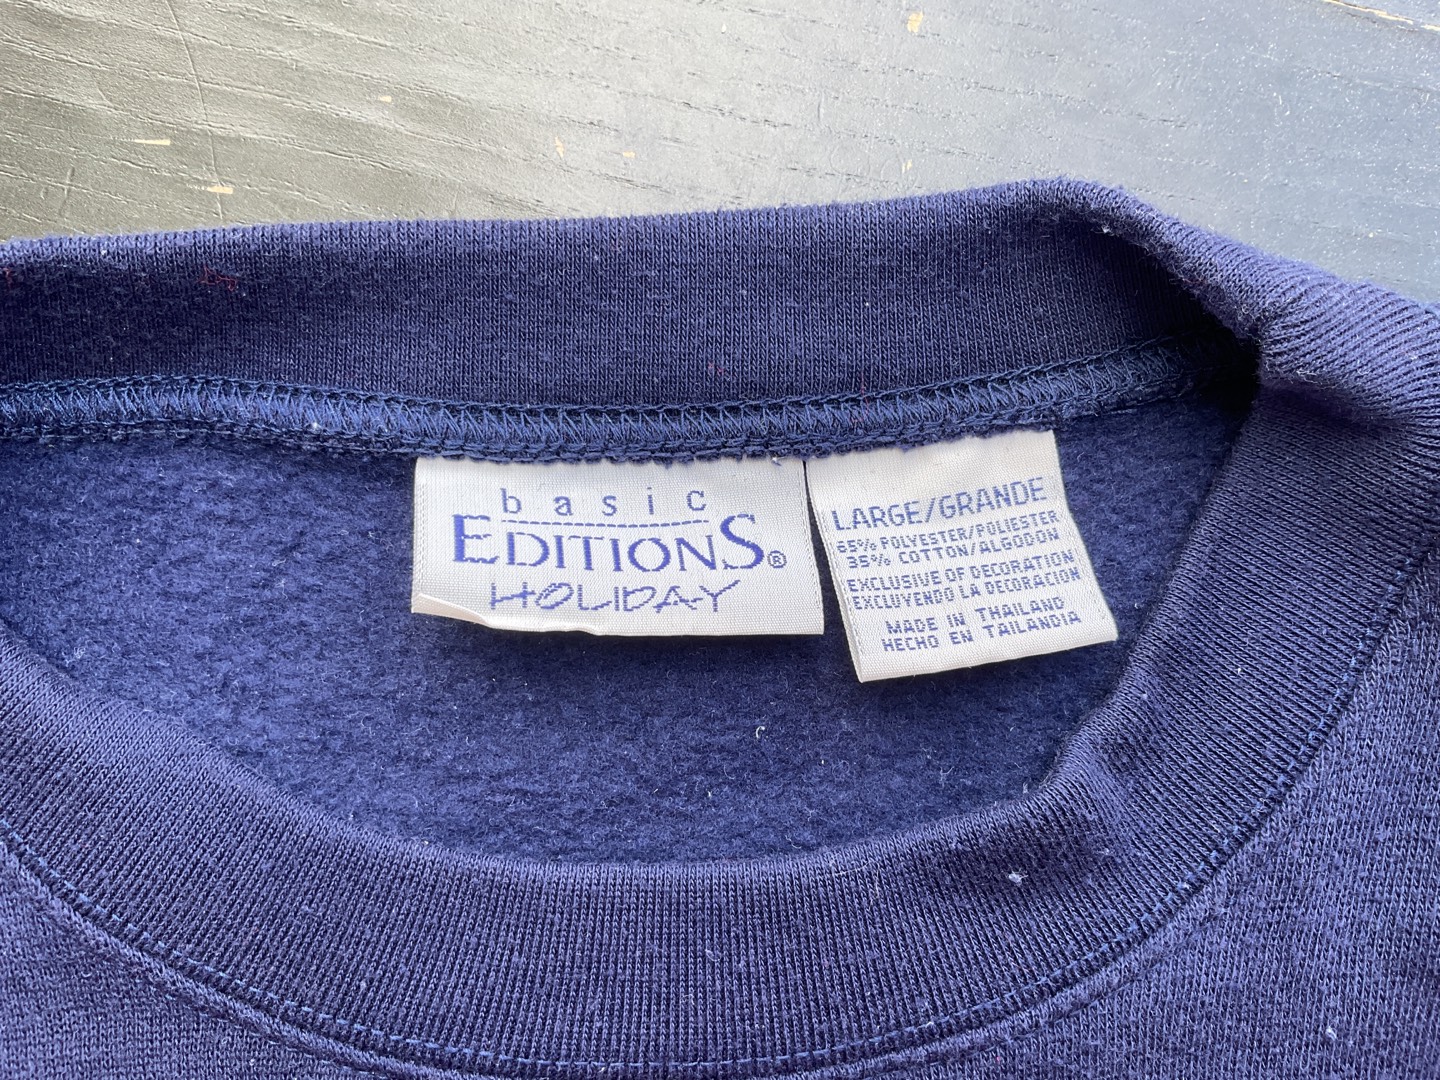 basic
EDITIONS®
HOLIDAY
LARGE/GRANDE
65% POLYESTER/POLIESTER
35% COTTON/ALGODON
EXCLUSIVE OF DECORATION
EXCLUYENDO LA DECORACION
MADE IN THAILAND
HECHO EN TAILANDIA